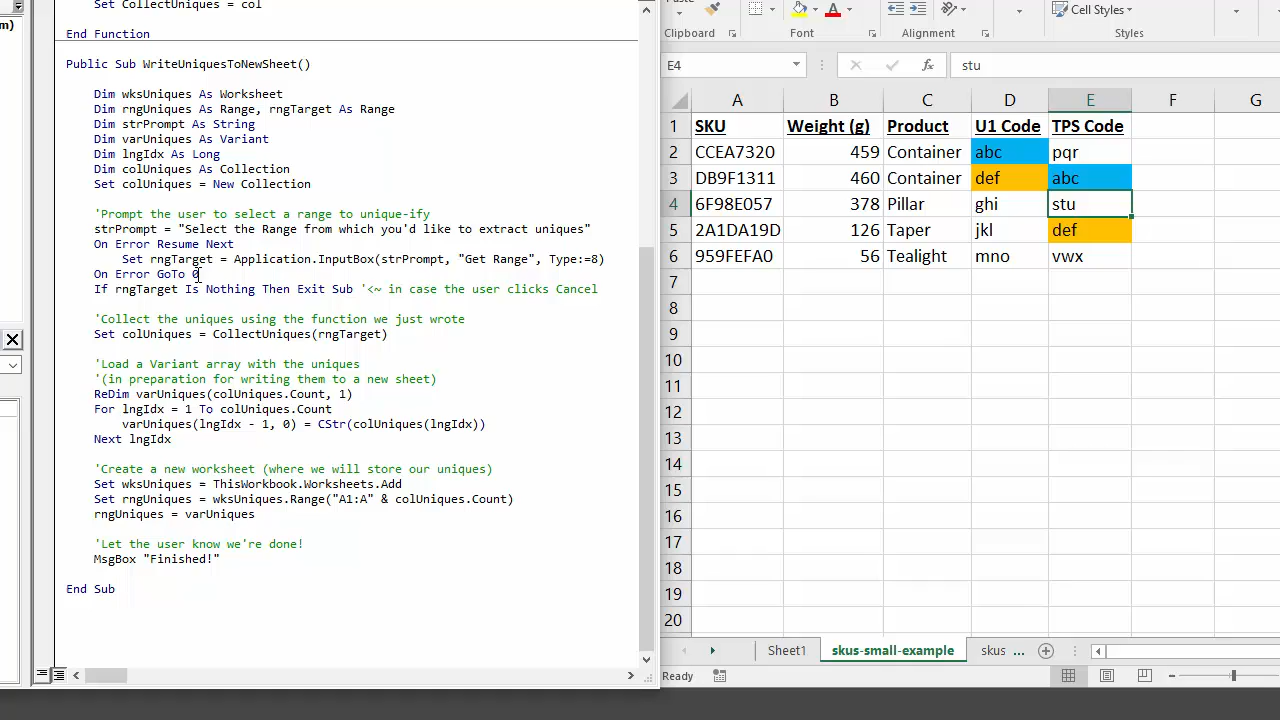 m)
Set CollectUniques = col
End Function
Public Sub WriteUniquesToNewSheet()
Dim wksUniques As Worksheet
Dim rngUniques As Range, rngTarget As Range
Dim strPrompt As String
Dim varUniques As Variant
Dim lngIdx As Long
Dim colUniques As Collection
Set colUniques = New Collection
'Prompt the user to select a range to unique-ify
strPrompt = "Select the Range from which you'd like to extract uniques"
On Error Resume Next
Set rngTarget = Application.InputBox(strPrompt, "Get Range", Type:=8)
On Error GoTo 0
If rngTarget Is Nothing Then Exit Sub '<~ in case the user clicks Cancel
'Collect the uniques using the function we just wrote
Set colUniques = CollectUniques(rngTarget)
'Load a Variant array with the uniques
'(in preparation for writing them to a new sheet)
ReDim varUniques(colUniques.Count, 1)
For lngIdx = 1 To colUniques.Count
varUniques(lngIdx - 1, 0) = CStr(colUniques(lngIdx))
Next lngIdx
'Create a new worksheet (where we will store our uniques)
Set wksUniques = ThisWorkbook.Worksheets.Add
Set rngUniques = wksUniques.Range("A1:A" & colUniques.Count)
rngUniques = varUniques
'Let the user know we're done!
MsgBox "Finished!"
End Sub
Cell Styles
Clipboard Font Alignment Styles
E4 fx stu
A B C D E F G
1 SKU Weight (g) Product U1 Code TPS Code
2 CCEA7320 459 Container abc pqr
3 DB9F1311 460 Container def abc
4 6F98E057 378 Pillar ghi stu
5 2A1DA19D 126 Taper jkl def
6 959FEFA0 56 Tealight mno vwx
7
8
9
10
11
12
13
14
15
16
17
18
19
20
Sheet1 skus-small-example skus ...
Ready